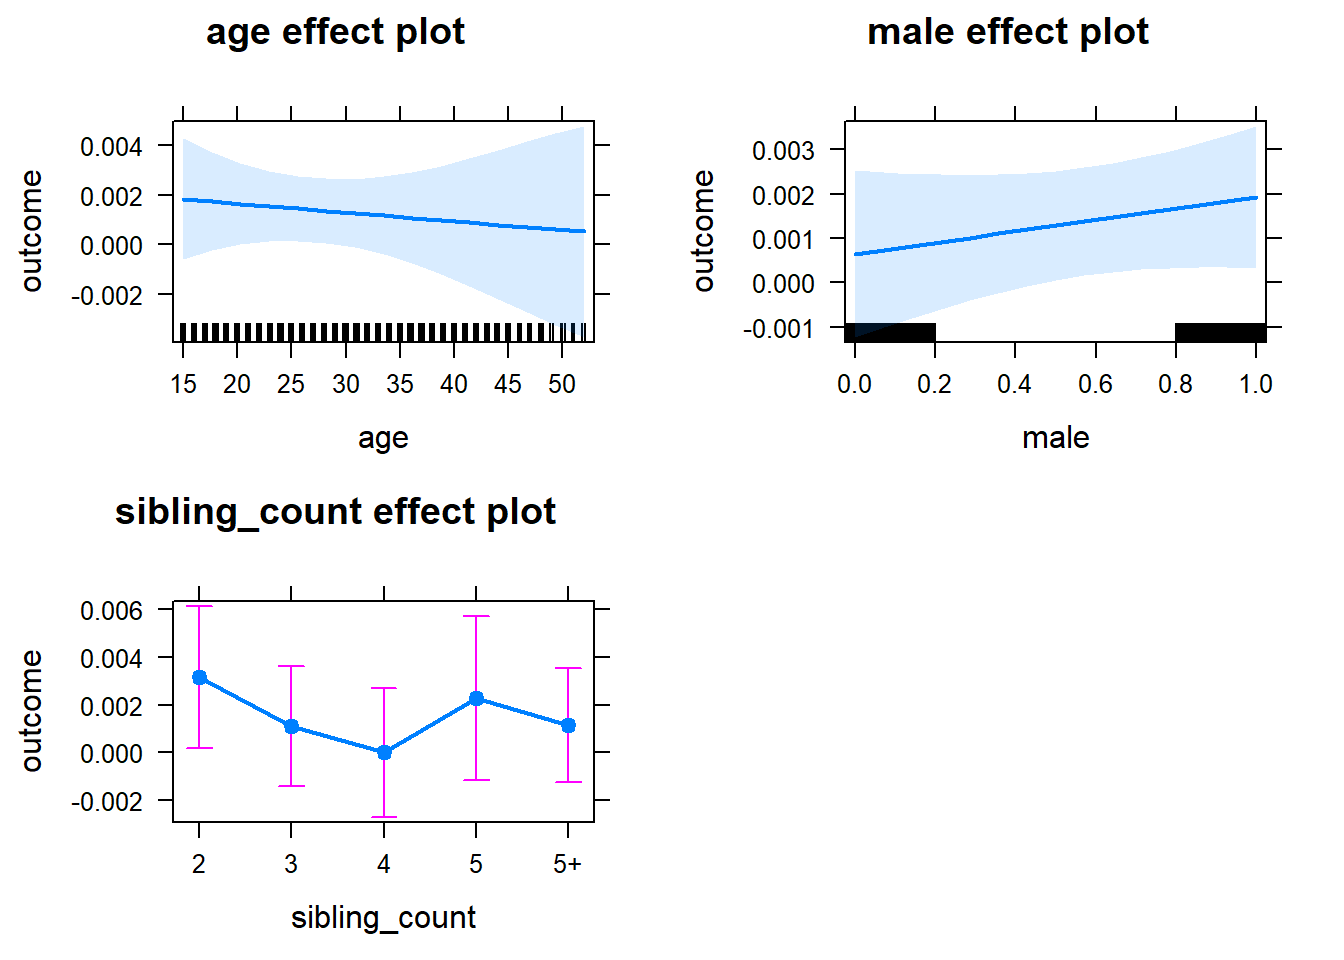 age effect plot
outcome
0.004
0.002
0.000
-0.002
15 20 25 30 35 40 45 50
age
male effect plot
outcome
0.003
0.002
0.001
0.000
-0.001
0.0 0.2 0.4 0.6 0.8 1.0
male
sibling_count effect plot
outcome
0.006
0.004
0.002
0.000
-0.002
2 3 4 5 5+
sibling_count